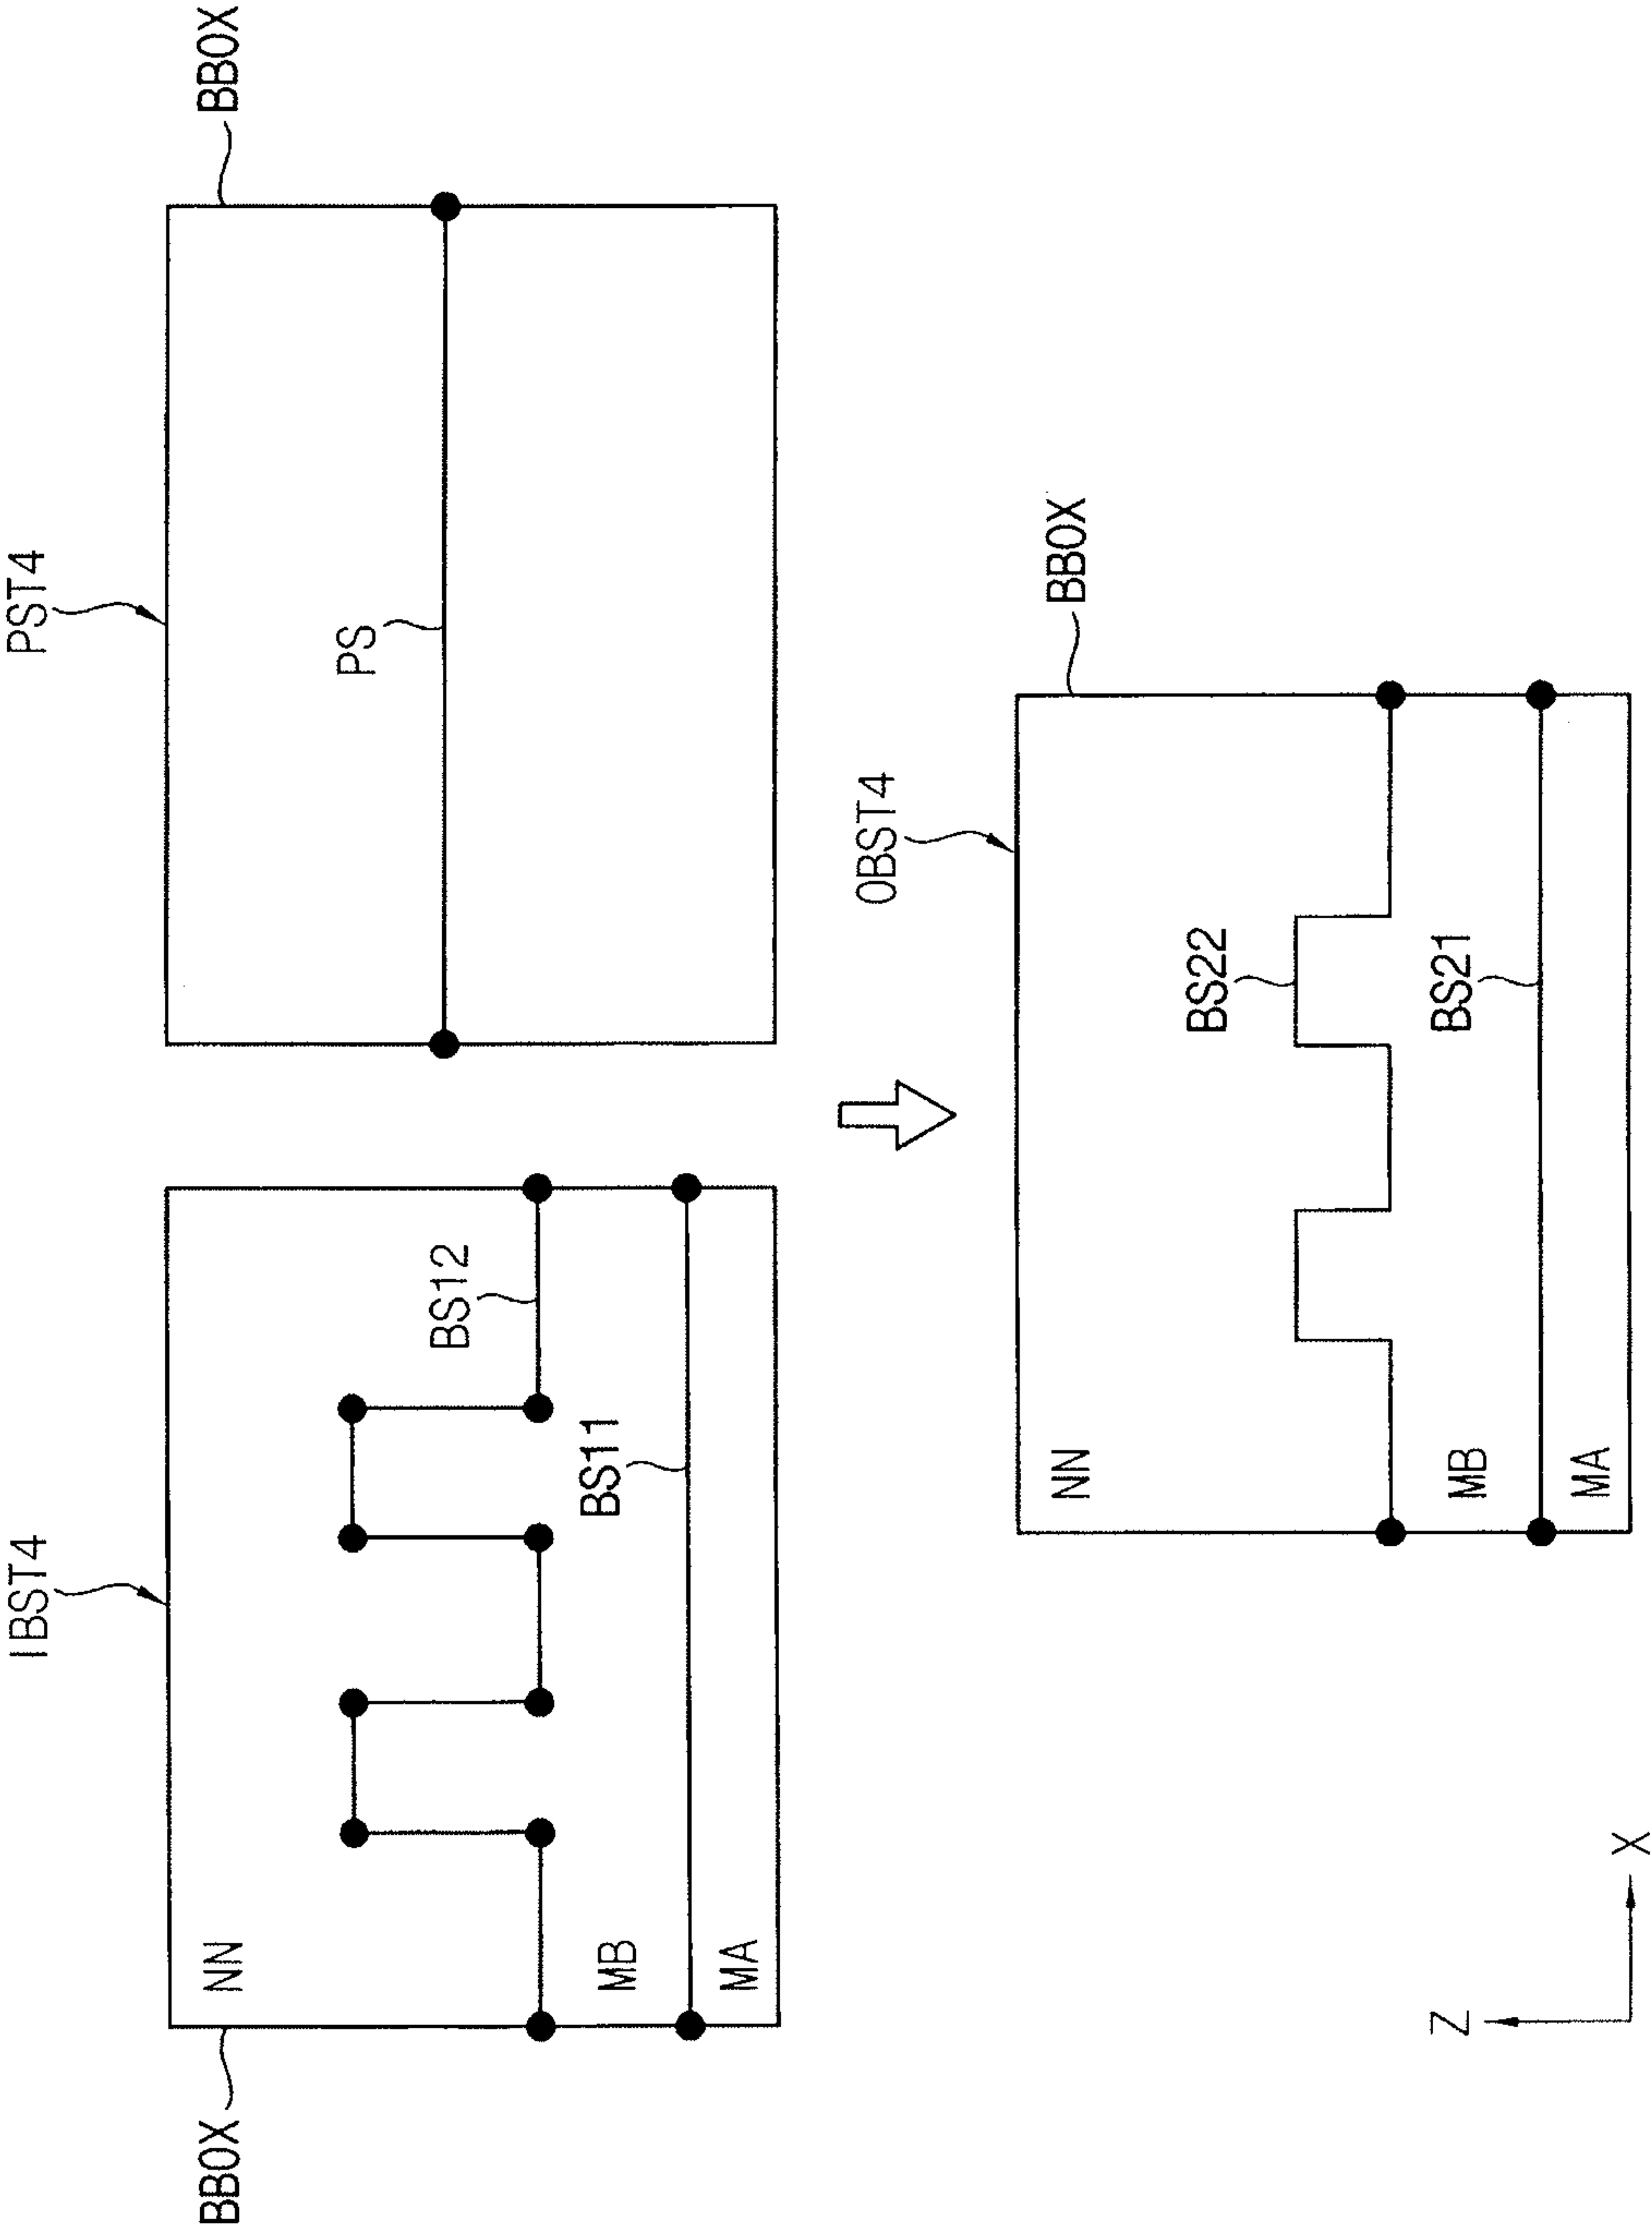 IBST4
PST4
BBOX
NN
BS12
MB
BS11
MA
PS
BBOX
OBST4
BBOX
NN
BS22
MB
BS21
MA
Z
X